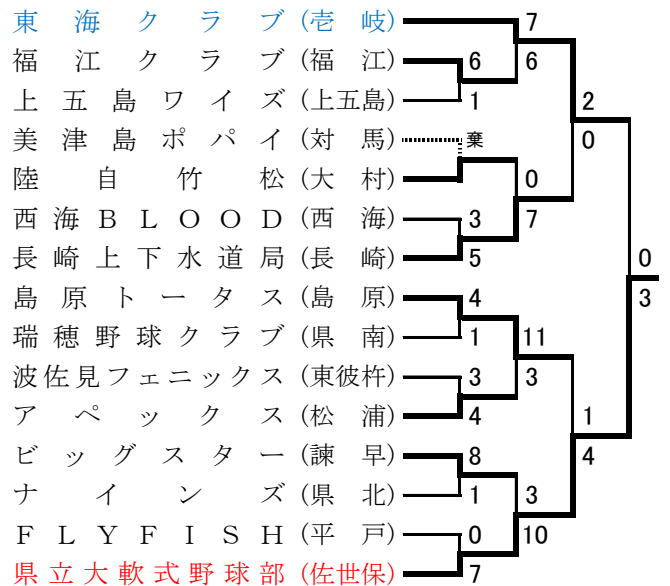 東海クラブ(壱岐) 7
福江クラブ(福江) 6 6
上五島ワイズ(上五島) 1 2
美津島ポパイ(対馬) 棄 0
陸自竹松(大村) 0
西海BLOOD(西海) 3 7
長崎上下水道局(長崎) 5 0
島原トータス(島原) 4 3
瑞穂野球クラブ(県南) 1 11
波佐見フェニックス(東彼杵) 3 3
アペックス(松浦) 4 1
ビッグスター(諫早) 8 4
ナインズ(県北) 1 3
FLYFISH(平戸) 0 10
県立大軟式野球部(佐世保) 7